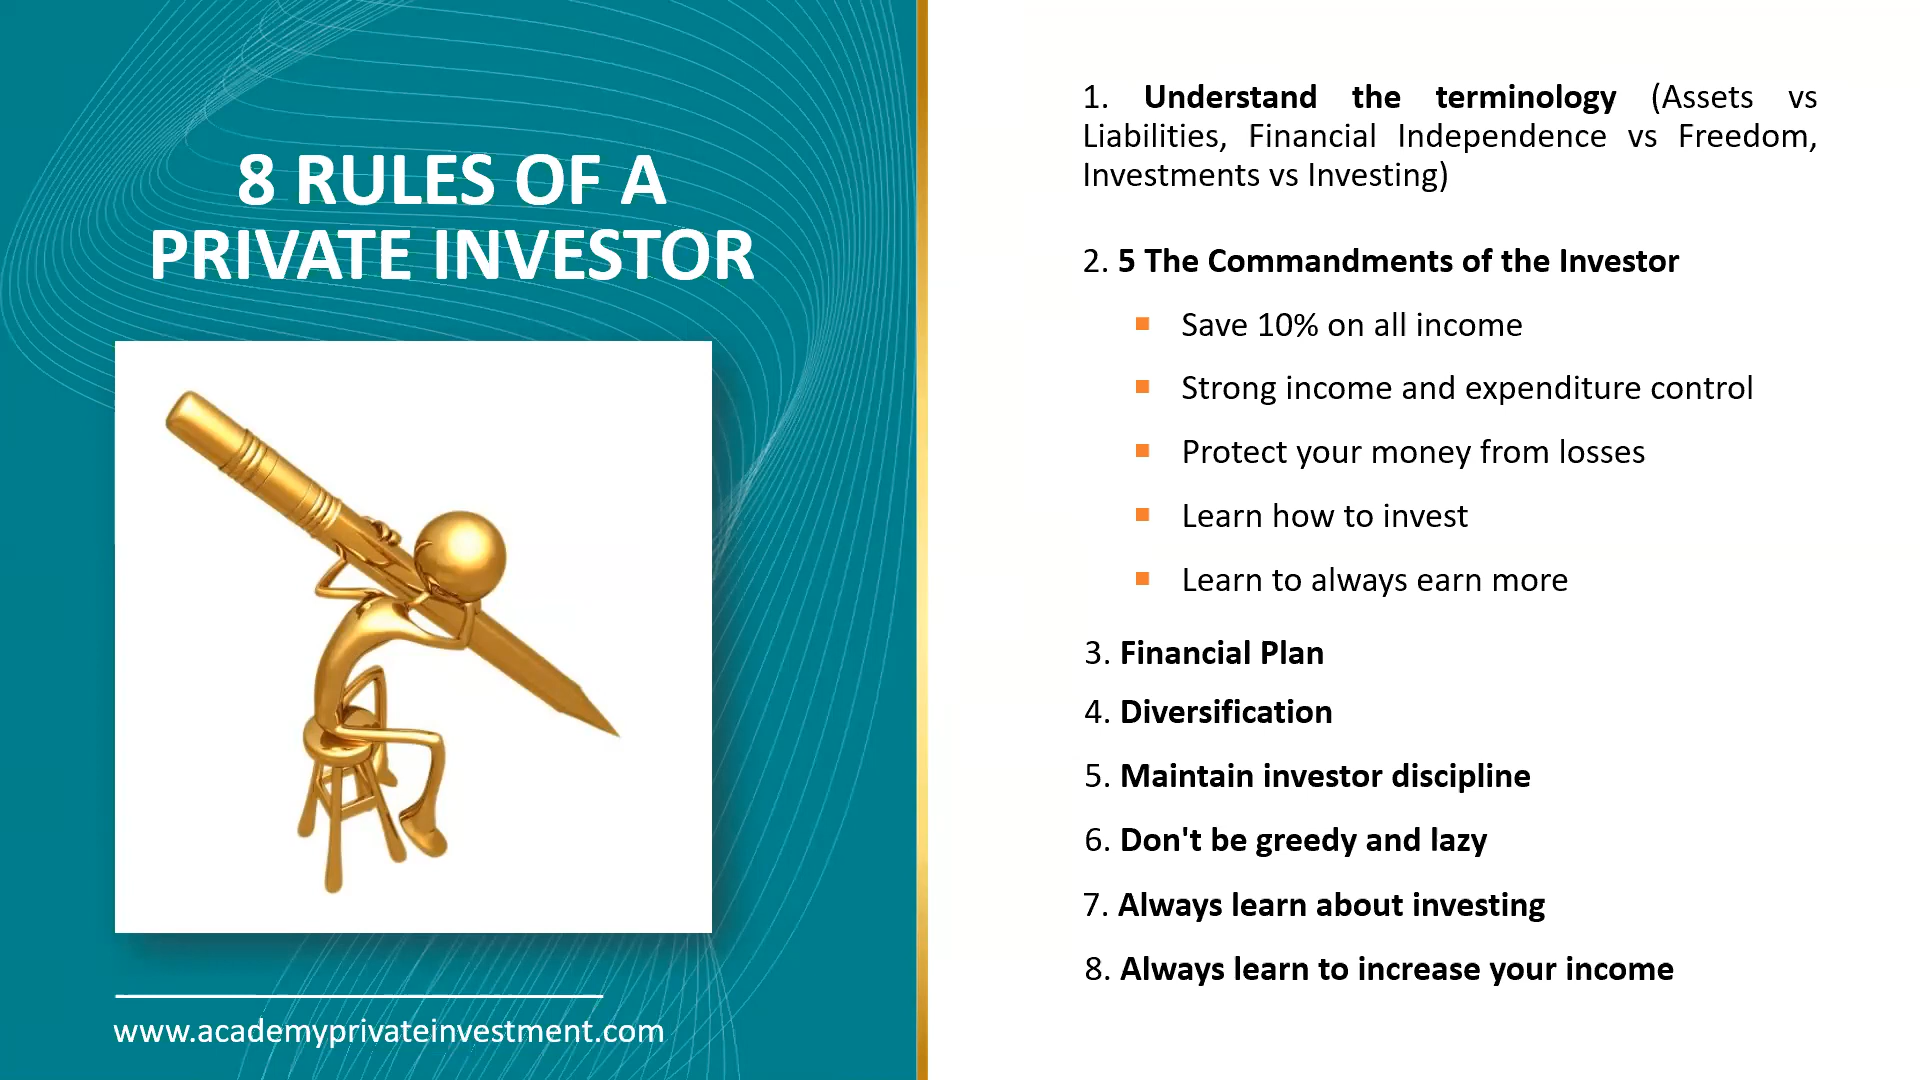 8 RULES OF A
PRIVATE INVESTOR
www.academyprivateinvestment.com
1. Understand the terminology (Assets vs
Liabilities, Financial Independence vs Freedom,
Investments vs Investing)
2. 5 The Commandments of the Investor
▪ Save 10% on all income
▪ Strong income and expenditure control
▪ Protect your money from losses
▪ Learn how to invest
▪ Learn to always earn more
3. Financial Plan
4. Diversification
5. Maintain investor discipline
6. Don't be greedy and lazy
7. Always learn about investing
8. Always learn to increase your income